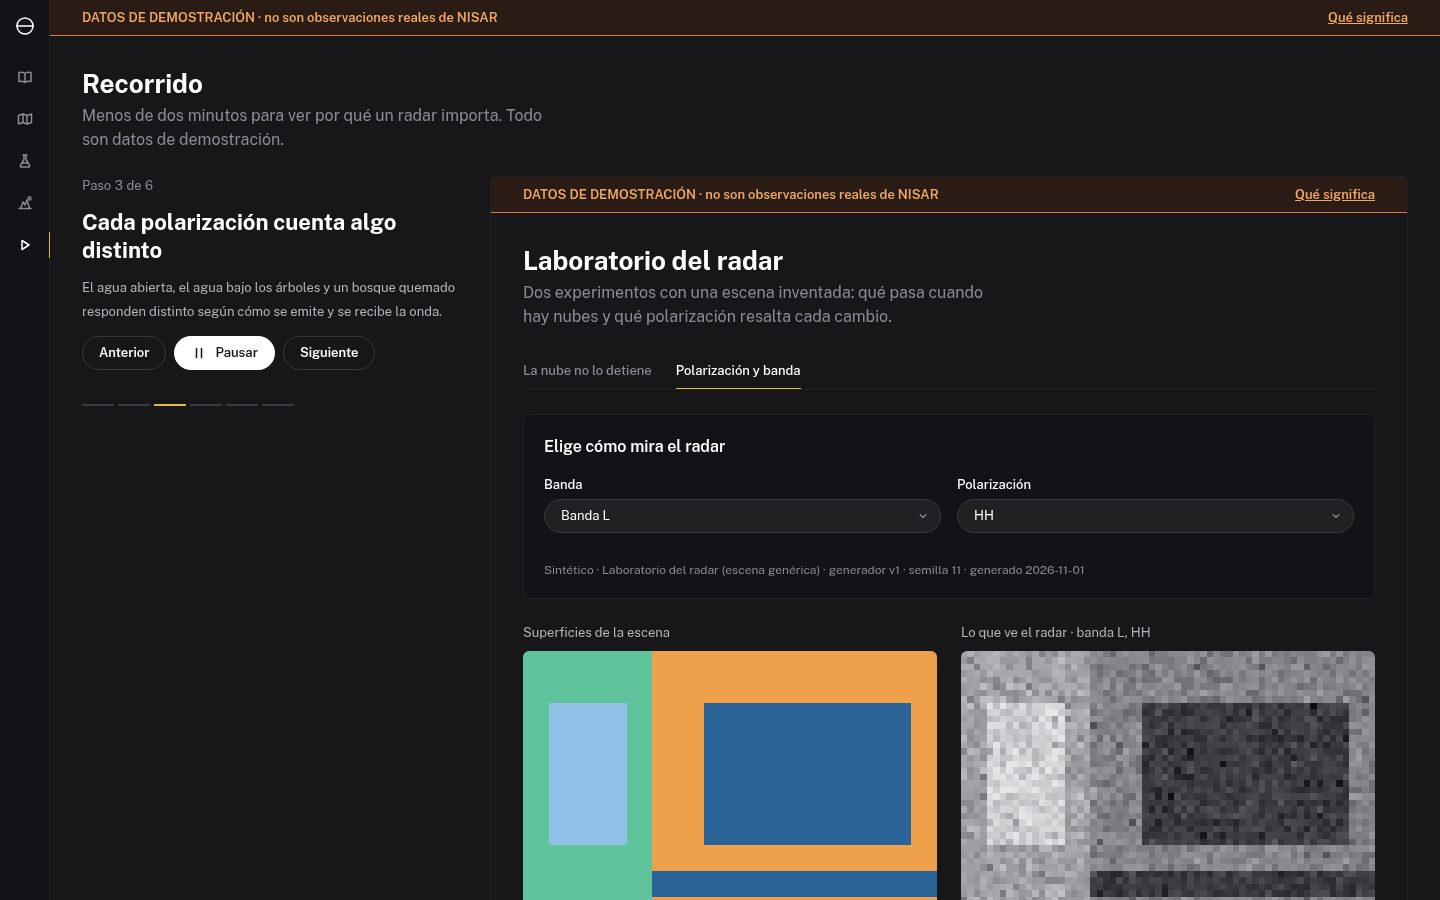 DATOS DE DEMOSTRACIÓN · no son observaciones reales de NISAR
Qué significa
Recorrido
Menos de dos minutos para ver por qué un radar importa. Todo
son datos de demostración.
Paso 3 de 6
Cada polarización cuenta algo
distinto
El agua abierta, el agua bajo los árboles y un bosque quemado
responden distinto según cómo se emite y se recibe la onda.
Anterior
Pausar
Siguiente
DATOS DE DEMOSTRACIÓN · no son observaciones reales de NISAR
Qué significa
Laboratorio del radar
Dos experimentos con una escena inventada: qué pasa cuando
hay nubes y qué polarización resalta cada cambio.
La nube no lo detiene
Polarización y banda
Elige cómo mira el radar
Banda
Polarización
Banda L
HH
Sintético · Laboratorio del radar (escena genérica) · generador v1 · semilla 11 · generado 2026-11-01
Superficies de la escena
Lo que ve el radar · banda L, HH